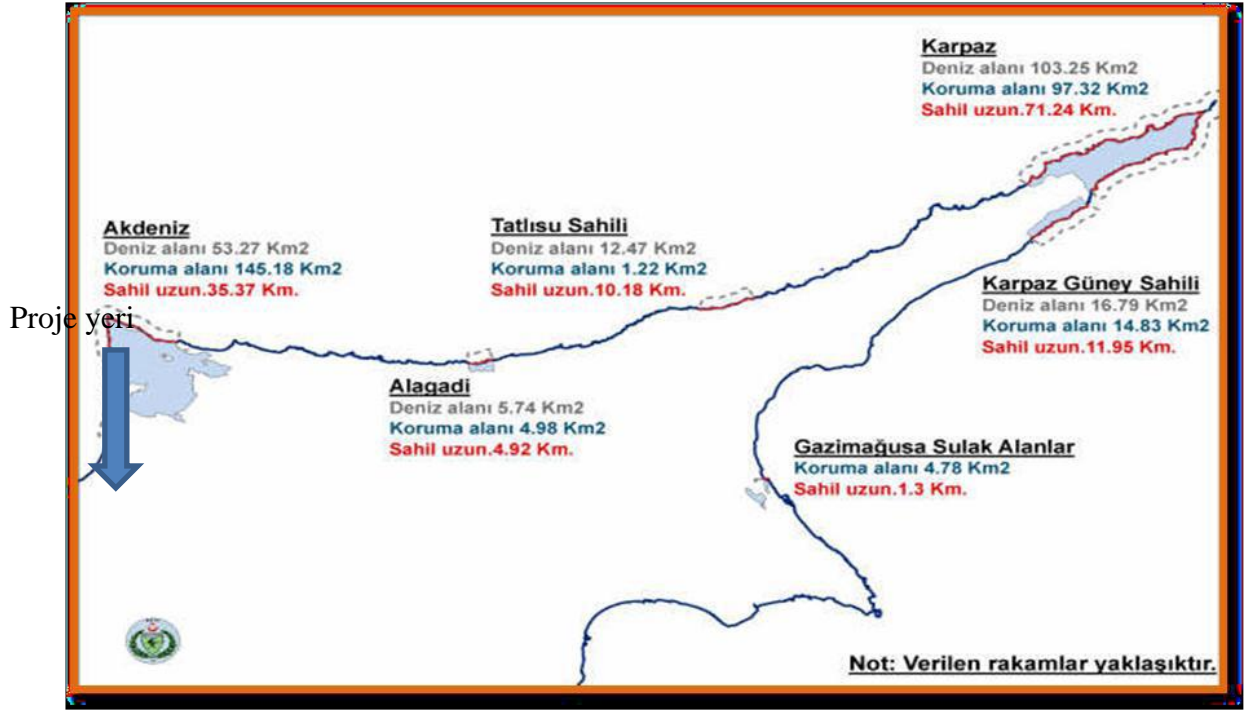 Karpaz
Deniz alanı 103.25 Km2
Koruma alanı 97.32 Km2
Sahil uzun.71.24 Km.
Akdeniz
Deniz alanı 53.27 Km2
Koruma alanı 145.18 Km2
Sahil uzun.35.37 Km.
Tatlısu Sahili
Deniz alanı 12.47 Km2
Koruma alanı 1.22 Km2
Sahil uzun.10.18 Km.
Karpaz Güney Sahili
Deniz alanı 16.79 Km2
Koruma alanı 14.83 Km2
Sahil uzun.11.95 Km.
Proje yeri
Alagadi
Deniz alanı 5.74 Km2
Koruma alanı 4.98 Km2
Sahil uzun.4.92 Km.
Gazimağusa Sulak Alanlar
Koruma alanı 4.78 Km2
Sahil uzun.1.3 Km.
Not: Verilen rakamlar yaklaşıktır.